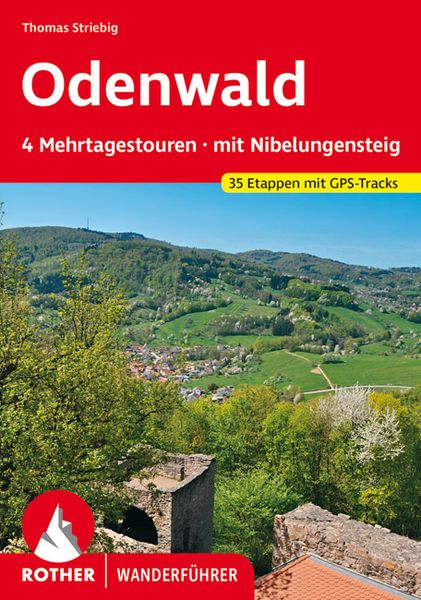 Thomas Striebig
Odenwald
4 Mehrtagestouren · mit Nibelungensteig
35 Etappen mit GPS-Tracks
ROTHER | WANDERFÜHRER